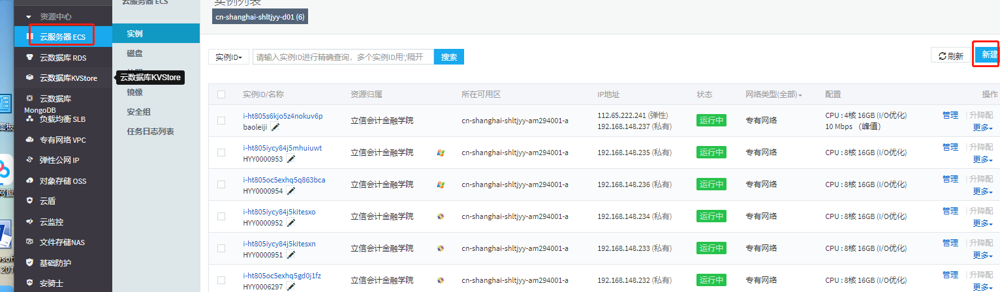 资源中心
云服务器 ECS
云数据库 RDS
云数据库KVStore
云数据库
MongoDB
负载均衡 SLB
专有网络 VPC
弹性公网 IP
对象存储 OSS
云盾
云监控
文件存储NAS
基础防护
安骑士
面板
网盘
201
云服务器 ECS
实例
磁盘
云数据库KVStore
镜像
安全组
任务日志列表
实例列表
cn-shanghai-shltjyy-d01 (6)
实例ID 请输入实例ID进行精确查询，多个实例ID用','隔开 搜索 刷新 新建
实例ID/名称 资源归属 所在可用区 IP地址 状态 网络类型(全部) 配置 操作
i-ht805s6kjo5z4nokuv6p 立信会计金融学院 cn-shanghai-shltjyy-am294001-a 112.65.222.241 (弹性) 运行中 专有网络 CPU : 4核 16GB (I/O优化) 管理 升降配
baoleiji 192.168.148.237 (私有) 10 Mbps （峰值） 更多
i-ht805iycy84j5mhuiuwt 立信会计金融学院 cn-shanghai-shltjyy-am294001-a 192.168.148.235 (私有) 运行中 专有网络 CPU : 8核 16GB (I/O优化) 管理 升降配
HYY0000953 更多
i-ht805oc5exhq5q863bca 立信会计金融学院 cn-shanghai-shltjyy-am294001-a 192.168.148.236 (私有) 运行中 专有网络 CPU : 8核 16GB (I/O优化) 管理 升降配
HYY0000954 更多
i-ht805iycy84j5kitesxo 立信会计金融学院 cn-shanghai-shltjyy-am294001-a 192.168.148.234 (私有) 运行中 专有网络 CPU : 8核 16GB (I/O优化) 管理 升降配
HYY0000952 更多
i-ht805iycy84j5kitesxn 立信会计金融学院 cn-shanghai-shltjyy-am294001-a 192.168.148.233 (私有) 运行中 专有网络 CPU : 8核 16GB (I/O优化) 管理 升降配
HYY0000951 更多
i-ht805oc5exhq5gd0j1fz 立信会计金融学院 cn-shanghai-shltjyy-am294001-a 192.168.148.232 (私有) 运行中 专有网络 CPU : 8核 16GB (I/O优化) 管理 升降配
HYY0006297 更多